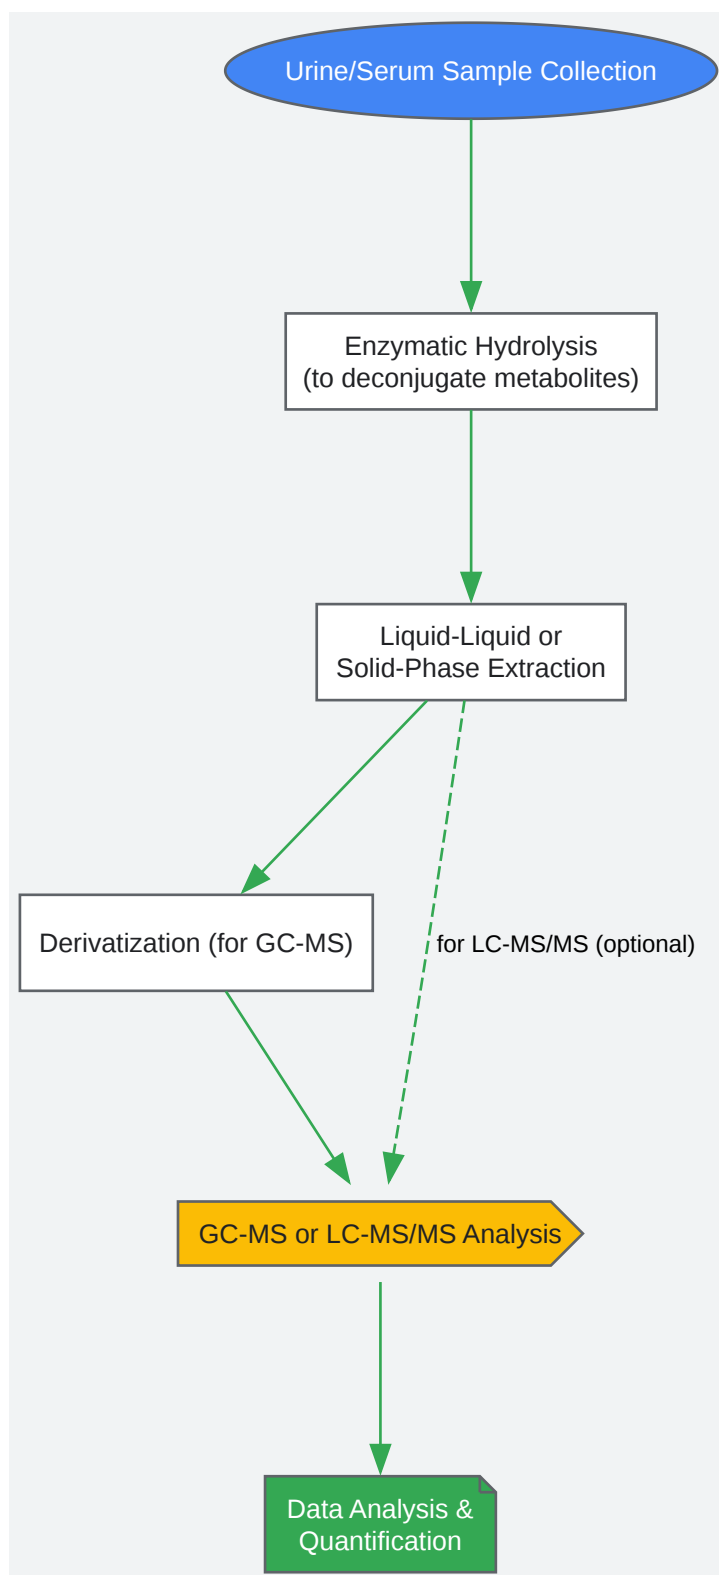 Urine/Serum Sample Collection
Enzymatic Hydrolysis
(to deconjugate metabolites)
Liquid-Liquid or
Solid-Phase Extraction
Derivatization (for GC-MS)
for LC-MS/MS (optional)
GC-MS or LC-MS/MS Analysis
Data Analysis &
Quantification